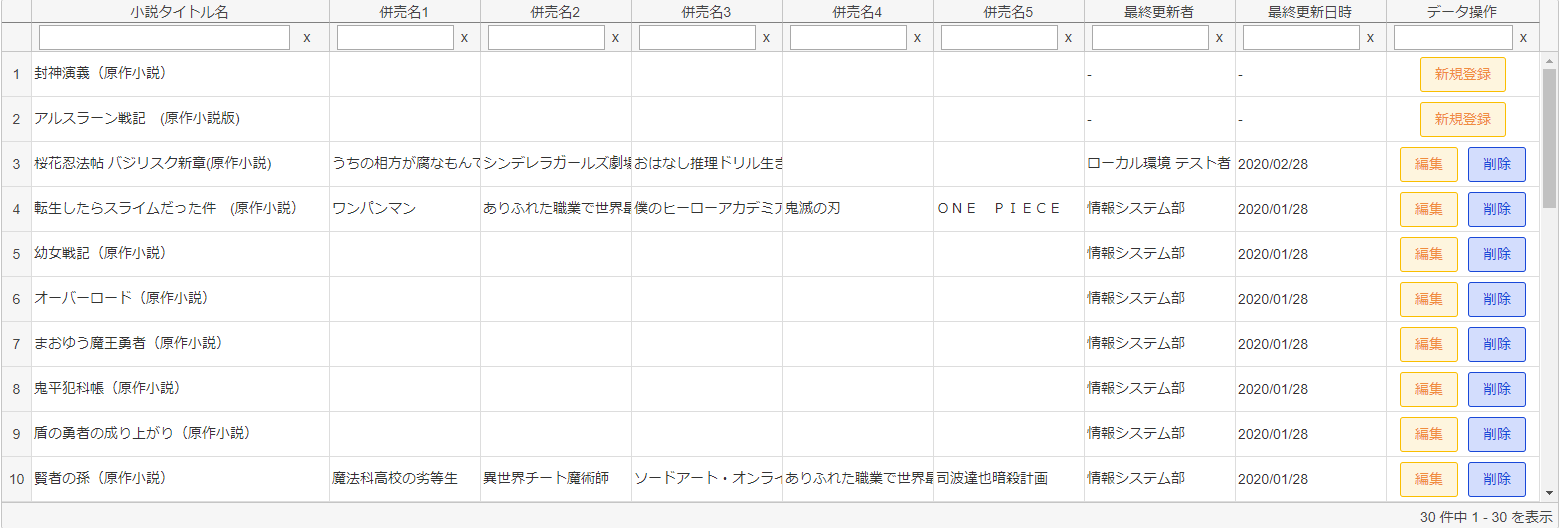 小説タイトル名 併売名1 併売名2 併売名3 併売名4 併売名5 最終更新者 最終更新日時 データ操作
x x x x x x x x x
1 封神演義（原作小説） - - 新規登録
2 アルスラーン戦記　(原作小説版) - - 新規登録
3 桜花忍法帖 バジリスク新章(原作小説) うちの相方が腐なもんで シンデレラガールズ劇場 おはなし推理ドリル生き ローカル環境 テスト者 2020/02/28 編集 削除
4 転生したらスライムだった件　(原作小説） ワンパンマン ありふれた職業で世界最 僕のヒーローアカデミア 鬼滅の刃 ＯＮＥ　ＰＩＥＣＥ 情報システム部 2020/01/28 編集 削除
5 幼女戦記（原作小説） 情報システム部 2020/01/28 編集 削除
6 オーバーロード（原作小説） 情報システム部 2020/01/28 編集 削除
7 まおゆう魔王勇者（原作小説） 情報システム部 2020/01/28 編集 削除
8 鬼平犯科帳（原作小説） 情報システム部 2020/01/28 編集 削除
9 盾の勇者の成り上がり（原作小説） 情報システム部 2020/01/28 編集 削除
10 賢者の孫（原作小説） 魔法科高校の劣等生 異世界チート魔術師 ソードアート・オンライ ありふれた職業で世界最 司波達也暗殺計画 情報システム部 2020/01/28 編集 削除
30 件中 1 - 30 を表示